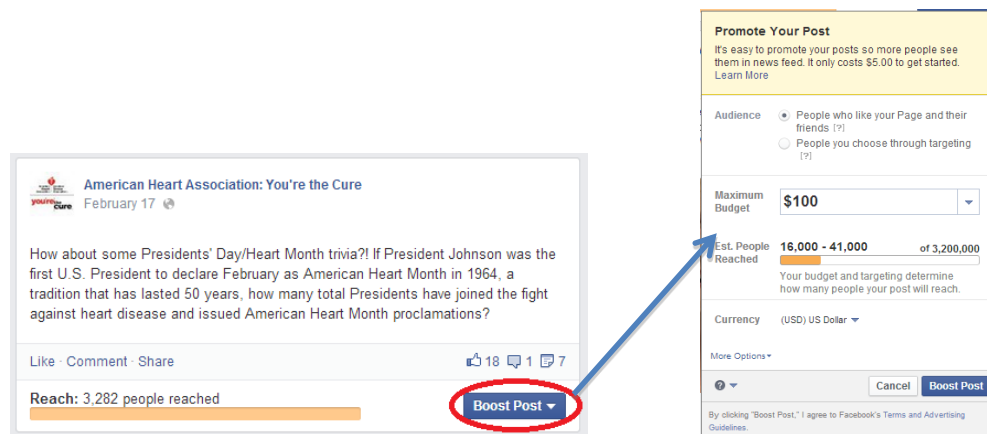 American Heart Association: You're the Cure
February 17
you're the cure
How about some Presidents' Day/Heart Month trivia?! If President Johnson was the
first U.S. President to declare February as American Heart Month in 1964, a
tradition that has lasted 50 years, how many total Presidents have joined the fight
against heart disease and issued American Heart Month proclamations?
Like · Comment · Share
18 1 7
Reach: 3,282 people reached
Boost Post
Promote Your Post
It's easy to promote your posts so more people see
them in news feed. It only costs $5.00 to get started.
Learn More
Audience
People who like your Page and their
friends [?]
People you choose through targeting
[?]
Maximum
Budget
$100
Est. People
Reached
16,000 - 41,000
of 3,200,000
Your budget and targeting determine
how many people your post will reach.
Currency
(USD) US Dollar
More Options
?
Cancel
Boost Post
By clicking "Boost Post," I agree to Facebook's Terms and Advertising
Guidelines.